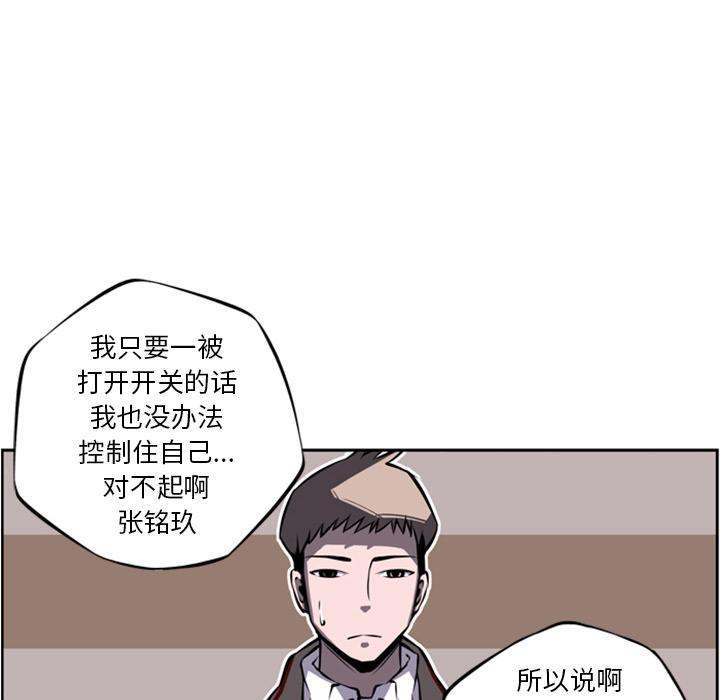 我只要一被
打开开关的话
我也没办法
控制住自己...
对不起啊
张铭玖
所以说啊